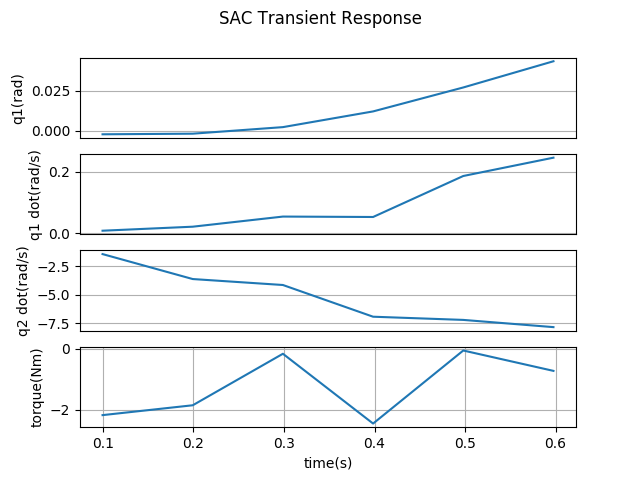 SAC Transient Response
q1(rad)
0.025
0.000
q1 dot(rad/s)
0.2
0.0
q2 dot(rad/s)
−2.5
−5.0
−7.5
torque(Nm)
0
−2
0.1 0.2 0.3 0.4 0.5 0.6
time(s)